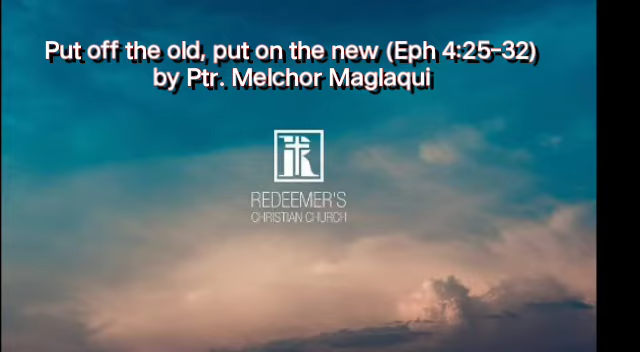 Put off the old, put on the new (Eph 4:25-32)
by Ptr. Melchor Maglaqui
REDEEMER'S
CHRISTIAN CHURCH